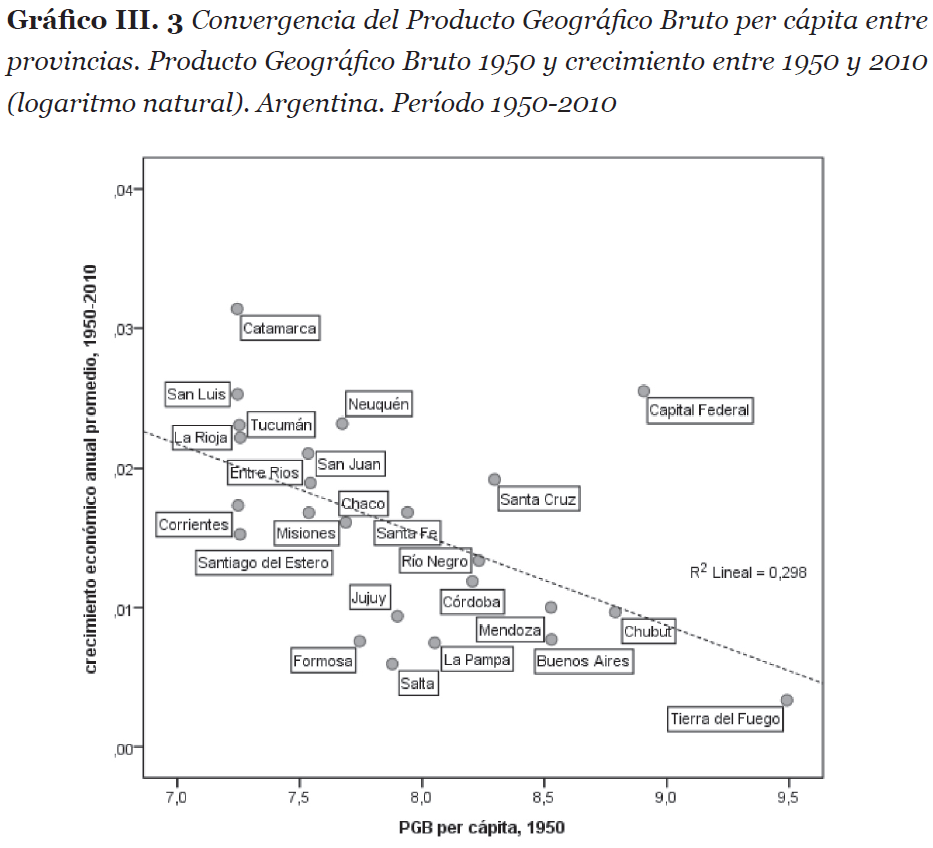 Gráfico III. 3 Convergencia del Producto Geográfico Bruto per cápita entre
provincias. Producto Geográfico Bruto 1950 y crecimiento entre 1950 y 2010
(logaritmo natural). Argentina. Período 1950-2010
crecimiento económico anual promedio, 1950-2010
,04
,03
,02
,01
,00
Catamarca
San Luis
Neuquén
Capital Federal
Tucumán
La Rioja
San Juan
Entre Rios
Santa Cruz
Chaco
Corrientes
Misiones
Santa Fe
Santiago del Estero
Río Negro
R² Lineal = 0,298
Jujuy
Córdoba
Mendoza
Chubut
Formosa
La Pampa
Buenos Aires
Salta
Tierra del Fuego
7,0
7,5
8,0
8,5
9,0
9,5
PGB per cápita, 1950